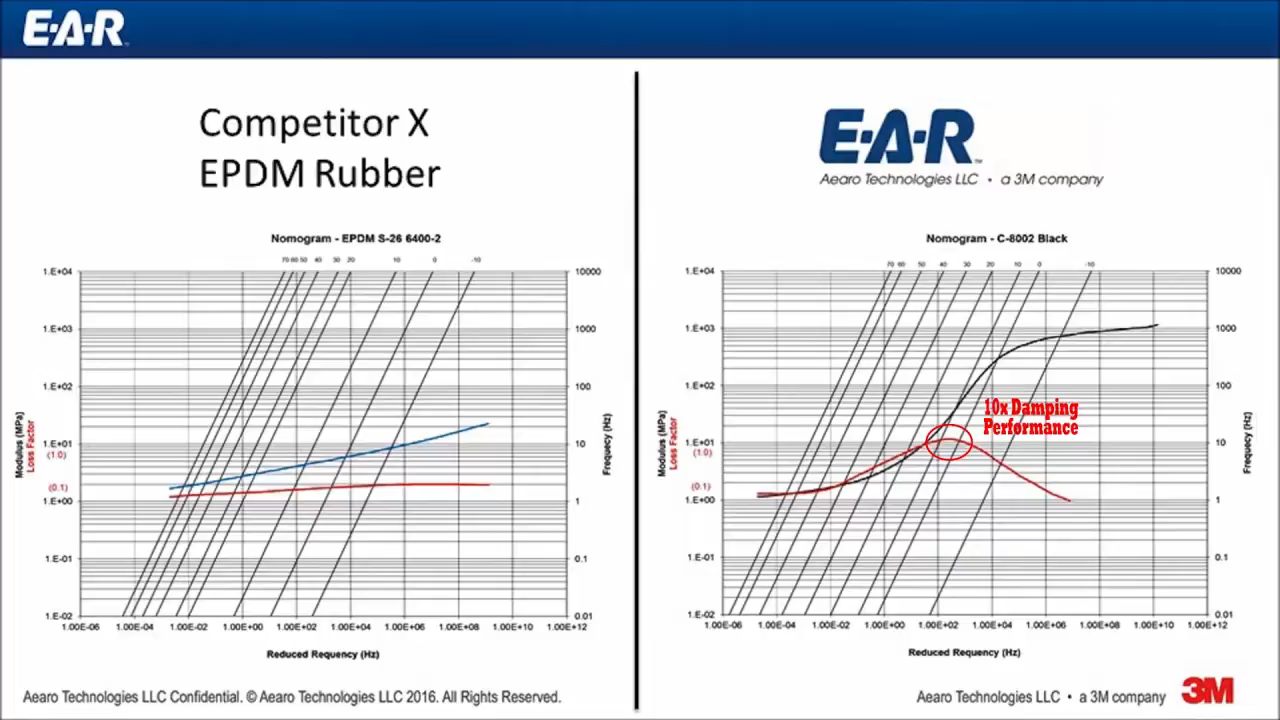 E·A·R™
Competitor X
EPDM Rubber
Nomogram - EPDM S-26 6400-2
70 60 50 40 30 20 10 0 -10
1.E+04
1.E+03
1.E+02
1.E+01
(1.0)
(0.1)
1.E+00
1.E-01
1.E-02
Modulus (MPa)
Loss Factor
10000
1000
100
10
1
0.1
0.01
Frequecy (Hz)
1.00E-06 1.00E-04 1.00E-02 1.00E+00 1.00E+02 1.00E+04 1.00E+06 1.00E+08 1.00E+10 1.00E+12
Reduced Requency (Hz)
Aearo Technologies LLC Confidential. © Aearo Technologies LLC 2016. All Rights Reserved.
E·A·R™
Aearo Technologies LLC • a 3M company
Nomogram - C-8002 Black
70 60 50 40 30 20 10 0 -10
1.E+04
1.E+03
1.E+02
1.E+01
(1.0)
(0.1)
1.E+00
1.E-01
1.E-02
Modulus (MPa)
Loss Factor
10x Damping
Performance
10000
1000
100
10
1
0.1
0.01
Frequecy (Hz)
1.00E-06 1.00E-04 1.00E-02 1.00E+00 1.00E+02 1.00E+04 1.00E+06 1.00E+08 1.00E+10 1.00E+12
Reduced Requency (Hz)
Aearo Technologies LLC • a 3M company
3M